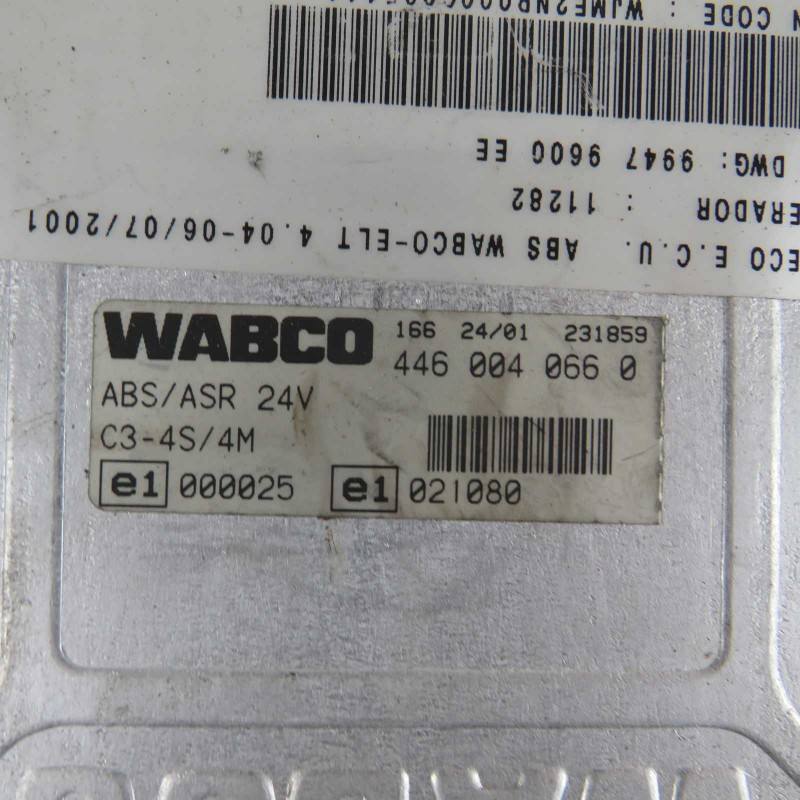 N CODE : WJME2NR000C
DWG: 9947 9600 EE
ERADOR : 11282
ECO E.C.U. ABS WABCO-ELT 4.04-06/07/2001
WABCO 166 24/01 231859
446 004 066 0
ABS/ASR 24V
C3-4S/4M
e1 000025 e1 021080